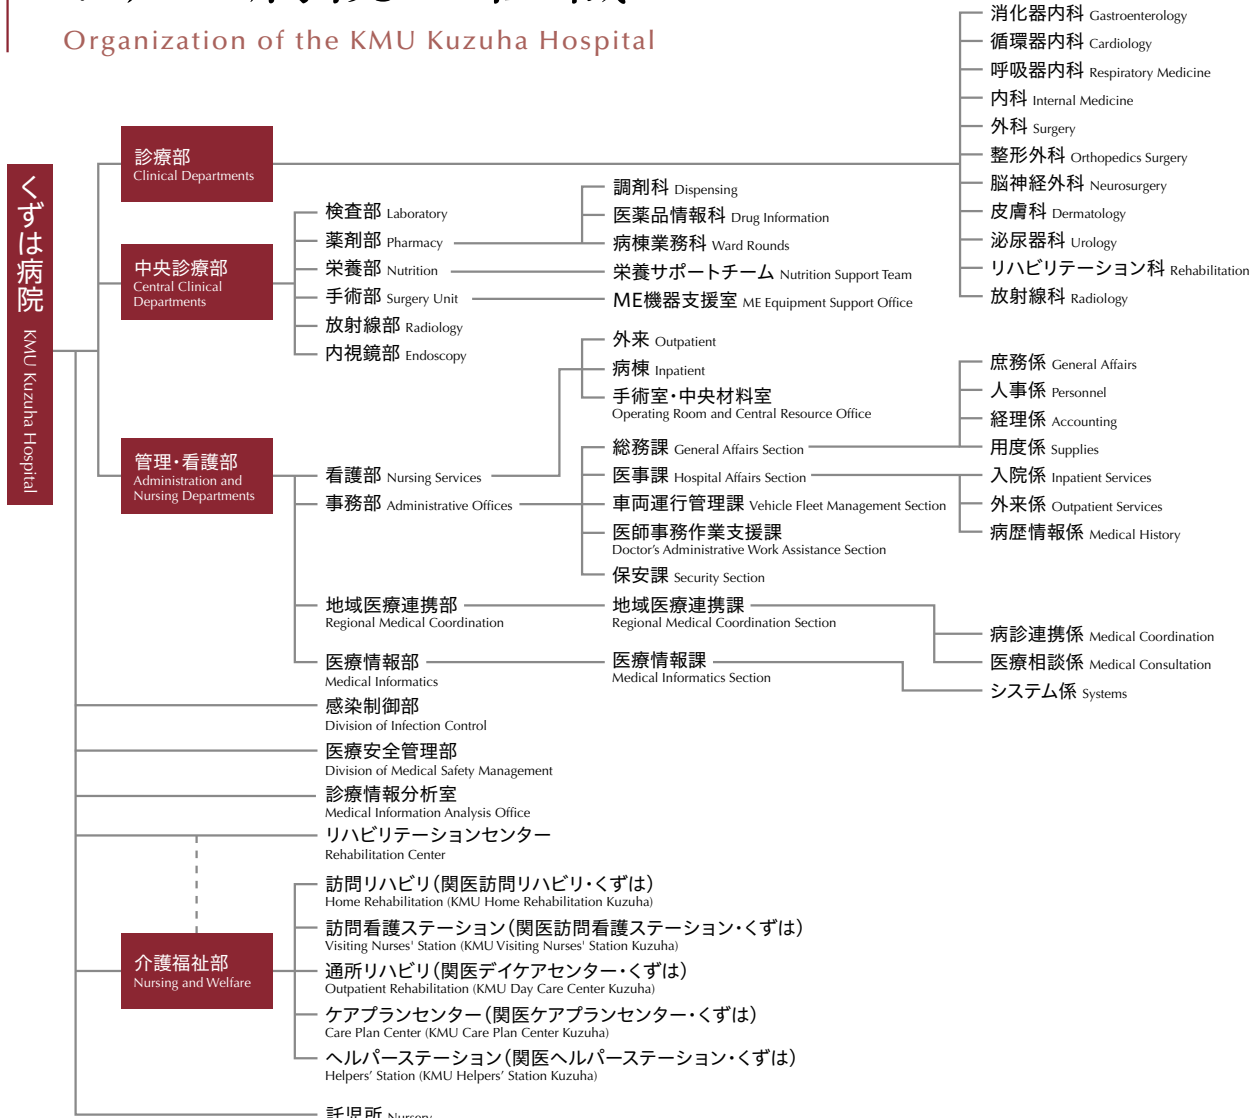 Organization of the KMU Kuzuha Hospital
くずは病院 KMU Kuzuha Hospital
診療部
Clinical Departments
消化器内科 Gastroenterology
循環器内科 Cardiology
呼吸器内科 Respiratory Medicine
内科 Internal Medicine
外科 Surgery
整形外科 Orthopedics Surgery
脳神経外科 Neurosurgery
皮膚科 Dermatology
泌尿器科 Urology
リハビリテーション科 Rehabilitation
放射線科 Radiology
中央診療部
Central Clinical
Departments
検査部 Laboratory
薬剤部 Pharmacy
栄養部 Nutrition
手術部 Surgery Unit
放射線部 Radiology
内視鏡部 Endoscopy
調剤科 Dispensing
医薬品情報科 Drug Information
病棟業務科 Ward Rounds
栄養サポートチーム Nutrition Support Team
ME機器支援室 ME Equipment Support Office
管理・看護部
Administration and
Nursing Departments
看護部 Nursing Services
事務部 Administrative Offices
外来 Outpatient
病棟 Inpatient
手術室・中央材料室
Operating Room and Central Resource Office
総務課 General Affairs Section
医事課 Hospital Affairs Section
車両運行管理課 Vehicle Fleet Management Section
医師事務作業支援課
Doctor's Administrative Work Assistance Section
保安課 Security Section
庶務係 General Affairs
人事係 Personnel
経理係 Accounting
用度係 Supplies
入院係 Inpatient Services
外来係 Outpatient Services
病歴情報係 Medical History
地域医療連携部
Regional Medical Coordination
地域医療連携課
Regional Medical Coordination Section
病診連携係 Medical Coordination
医療相談係 Medical Consultation
医療情報部
Medical Informatics
医療情報課
Medical Informatics Section
システム係 Systems
感染制御部
Division of Infection Control
医療安全管理部
Division of Medical Safety Management
診療情報分析室
Medical Information Analysis Office
リハビリテーションセンター
Rehabilitation Center
介護福祉部
Nursing and Welfare
訪問リハビリ（関医訪問リハビリ・くずは）
Home Rehabilitation (KMU Home Rehabilitation Kuzuha)
訪問看護ステーション（関医訪問看護ステーション・くずは）
Visiting Nurses' Station (KMU Visiting Nurses' Station Kuzuha)
通所リハビリ（関医デイケアセンター・くずは）
Outpatient Rehabilitation (KMU Day Care Center Kuzuha)
ケアプランセンター（関医ケアプランセンター・くずは）
Care Plan Center (KMU Care Plan Center Kuzuha)
ヘルパーステーション（関医ヘルパーステーション・くずは）
Helpers' Station (KMU Helpers' Station Kuzuha)
託児所 Nursery